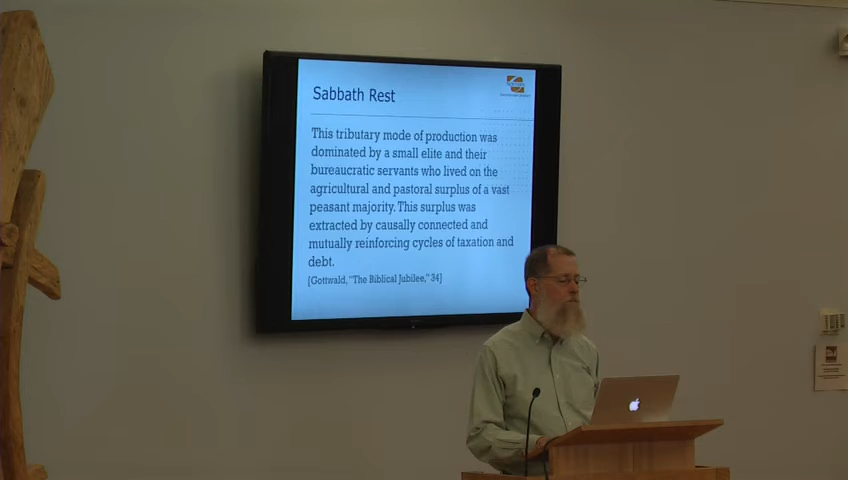 Sabbath Rest
This tributary mode of production was
dominated by a small elite and their
bureaucratic servants who lived on the
agricultural and pastoral surplus of a vast
peasant majority. This surplus was
extracted by causally connected and
mutually reinforcing cycles of taxation and
debt.
[Gottwald, "The Biblical Jubilee," 34]